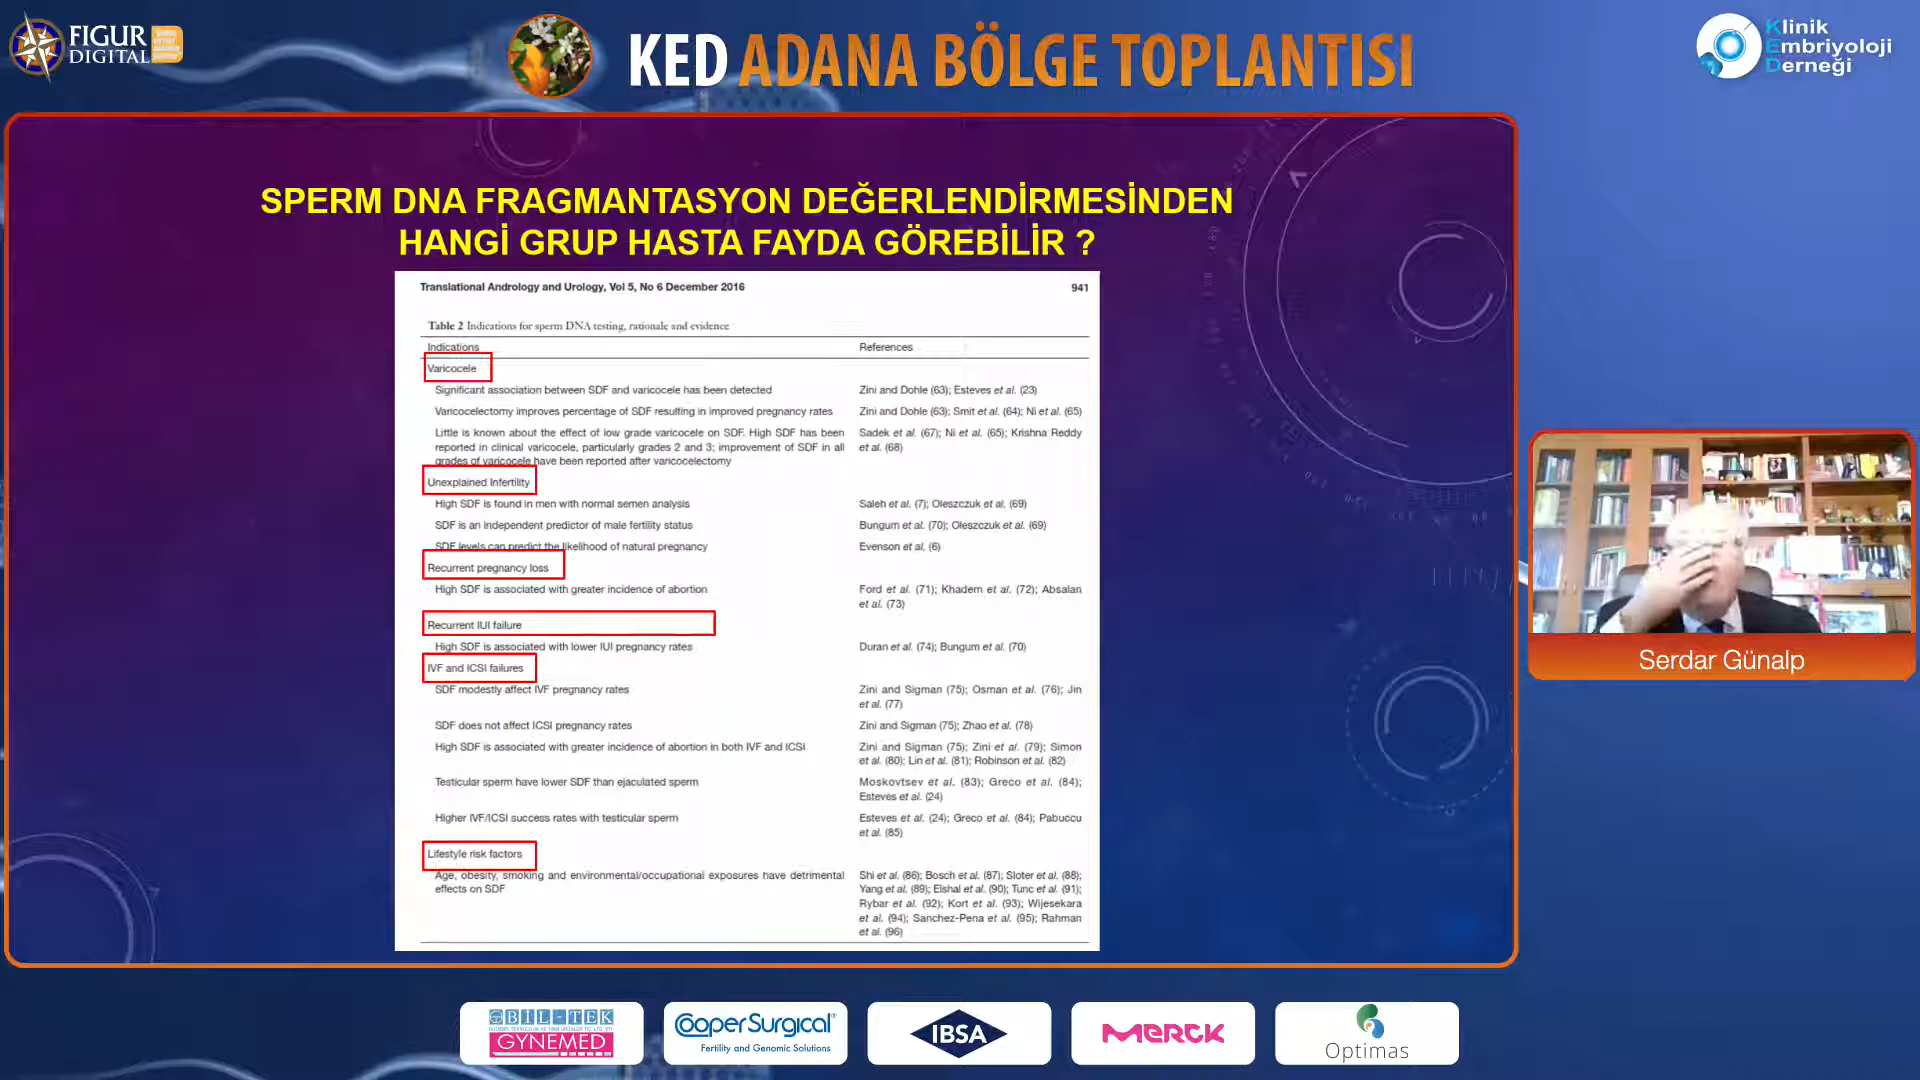 FIGUR
DIGITAL
KED ADANA BÖLGE TOPLANTISI
Klinik
Embriyoloji
Derneği
SPERM DNA FRAGMANTASYON DEĞERLENDİRMESİNDEN
HANGİ GRUP HASTA FAYDA GÖREBİLİR ?
Translational Andrology and Urology, Vol 5, No 6 December 2016 941
Table 2 Indications for sperm DNA testing, rationale and evidence
Indications References
Varicocele
Significant association between SDF and varicocele has been detected Zini and Dohle (63); Esteves et al. (23)
Varicocelectomy improves percentage of SDF resulting in improved pregnancy rates Zini and Dohle (63); Smit et al. (64); Ni et al. (65)
Little is known about the effect of low grade varicocele on SDF. High SDF has been Sadek et al. (67); Ni et al. (65); Krishna Reddy
reported in clinical varicocele, particularly grades 2 and 3; improvement of SDF in all et al. (68)
grades of varicocele have been reported after varicocelectomy
Unexplained Infertility
High SDF is found in men with normal semen analysis Saleh et al. (7); Oleszczuk et al. (69)
SDF is an independent predictor of male fertility status Bungum et al. (70); Oleszczuk et al. (69)
SDF levels can predict the likelihood of natural pregnancy Evenson et al. (6)
Recurrent pregnancy loss
High SDF is associated with greater incidence of abortion Ford et al. (71); Khadem et al. (72); Absalan
et al. (73)
Recurrent IUI failure
High SDF is associated with lower IUI pregnancy rates Duran et al. (74); Bungum et al. (70)
IVF and ICSI failures
SDF modestly affect IVF pregnancy rates Zini and Sigman (75); Osman et al. (76); Jin
et al. (77)
SDF does not affect ICSI pregnancy rates Zini and Sigman (75); Zhao et al. (78)
High SDF is associated with greater incidence of abortion in both IVF and ICSI Zini and Sigman (75); Zini et al. (79); Simon
et al. (80); Lin et al. (81); Robinson et al. (82)
Testicular sperm have lower SDF than ejaculated sperm Moskovtsev et al. (83); Greco et al. (84);
Esteves et al. (24)
Higher IVF/ICSI success rates with testicular sperm Esteves et al. (24); Greco et al. (84); Pabuccu
et al. (85)
Lifestyle risk factors
Age, obesity, smoking and environmental/occupational exposures have detrimental Shi et al. (86); Bosch et al. (87); Sloter et al. (88);
effects on SDF Yang et al. (89); Elshal et al. (90); Tunc et al. (91);
Rybar et al. (92); Kort et al. (93); Wijesekara
et al. (94); Sanchez-Pena et al. (95); Rahman
et al. (96)
Serdar Günalp
BİL-TEK
GYNEMED
CooperSurgical®
Fertility and Genomic Solutions
IBSA
MERCK
Optimas